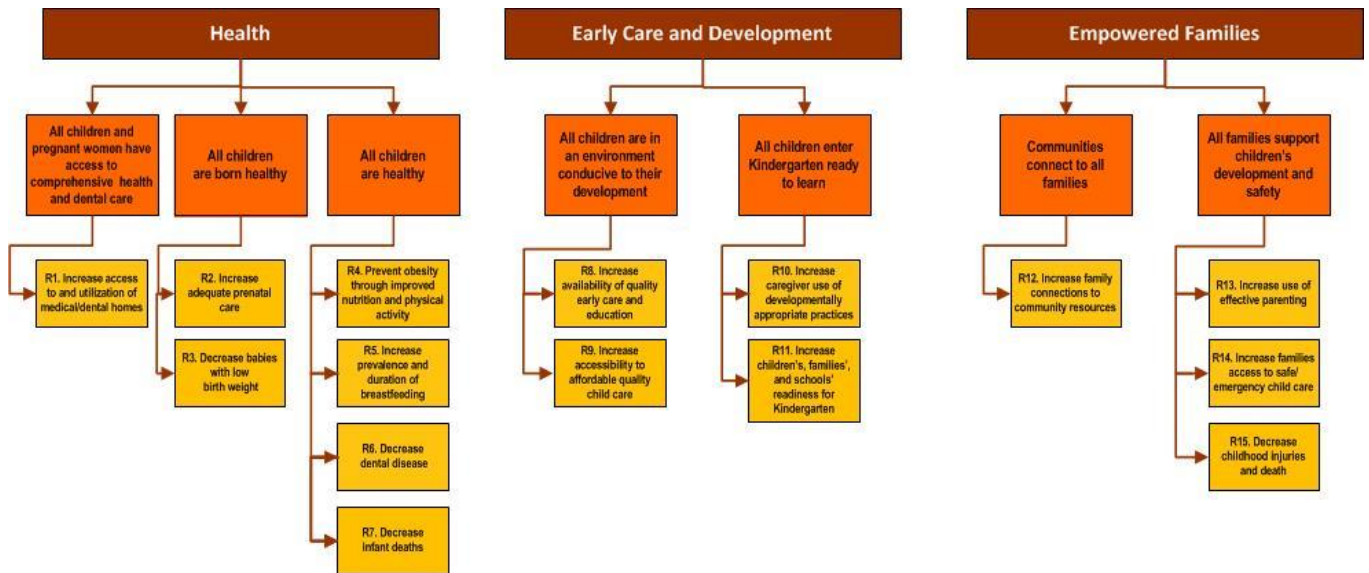 Health
All children and
pregnant women have
access to
comprehensive health
and dental care
R1. Increase access
to and utilization of
medical/dental homes
All children
are born healthy
R2. Increase
adequate prenatal
care
R3. Decrease babies
with low
birth weight
All children
are healthy
R4. Prevent obesity
through improved
nutrition and physical
activity
R5. Increase
prevalence and
duration of
breastfeeding
R6. Decrease
dental disease
R7. Decrease
infant deaths
Early Care and Development
All children are in
an environment
conducive to their
development
R8. Increase
availability of quality
early care and
education
R9. Increase
accessibility to
affordable quality
child care
All children enter
Kindergarten ready
to learn
R10. Increase
caregiver use of
developmentally
appropriate practices
R11. Increase
children's, families',
and schools'
readiness for
Kindergarten
Empowered Families
Communities
connect to all
families
R12. Increase family
connections to
community resources
All families support
children's
development and
safety
R13. Increase use of
effective parenting
R14. Increase families
access to safe/
emergency child care
R15. Decrease
childhood injuries
and death